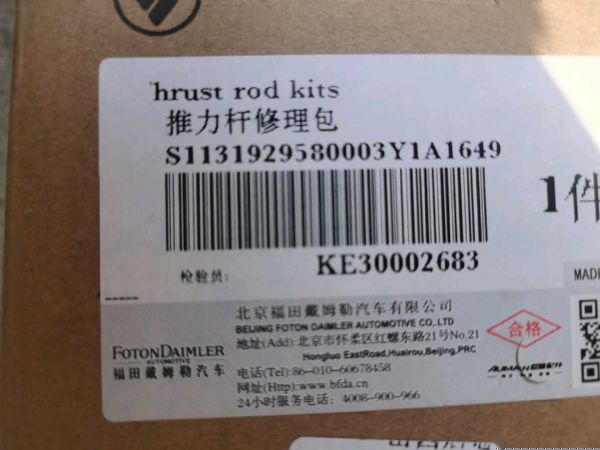 hrust rod kits
推力杆修理包
S1131929580003Y1A1649
1件
检验员:
KE30002683
MADE
北京福田戴姆勒汽车有限公司
BEIJING FOTON DAIMLER AUTOMOTIVE CO,.LTD
地址(Add):北京市怀柔区红螺东路21号No.21
Hongluo EastRoad,Huairou,Beijing,PRC
电话(Tel):86-010-60678458
网址(Http):www.bfda.cn
24小时服务电话: 4008-900-966
FOTONDAIMLER
AUTOMOTIVE
福田戴姆勒汽车
合格
AUMAN